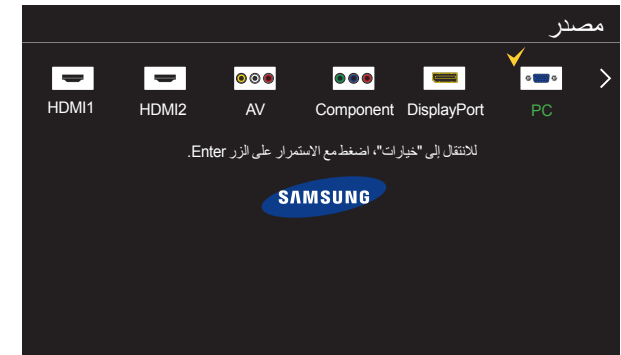 مصدر
HDMI1 HDMI2 AV Component DisplayPort PC
للانتقال إلى "خيارات"، اضغط مع الاستمرار على الزر Enter.
SAMSUNG